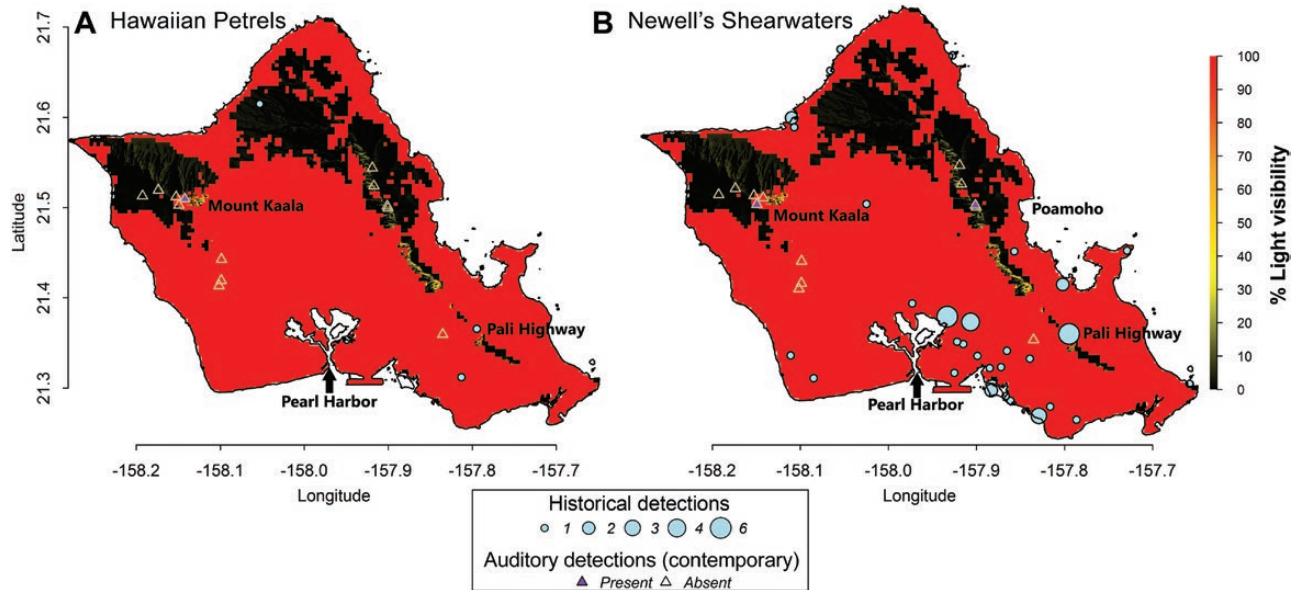 A Hawaiian Petrels
21.7
21.6
21.5
21.4
21.3
Latitude
Mount Kaala
Pali Highway
Pearl Harbor
-158.2 -158.1 -158.0 -157.9 -157.8 -157.7
Longitude
B Newell's Shearwaters
Mount Kaala
Poamoho
Pali Highway
Pearl Harbor
-158.2 -158.1 -158.0 -157.9 -157.8 -157.7
Longitude
100
90
80
70
60
50
40
30
20
10
0
% Light visibility
Historical detections
1 2 3 4 6
Auditory detections (contemporary)
Present Absent